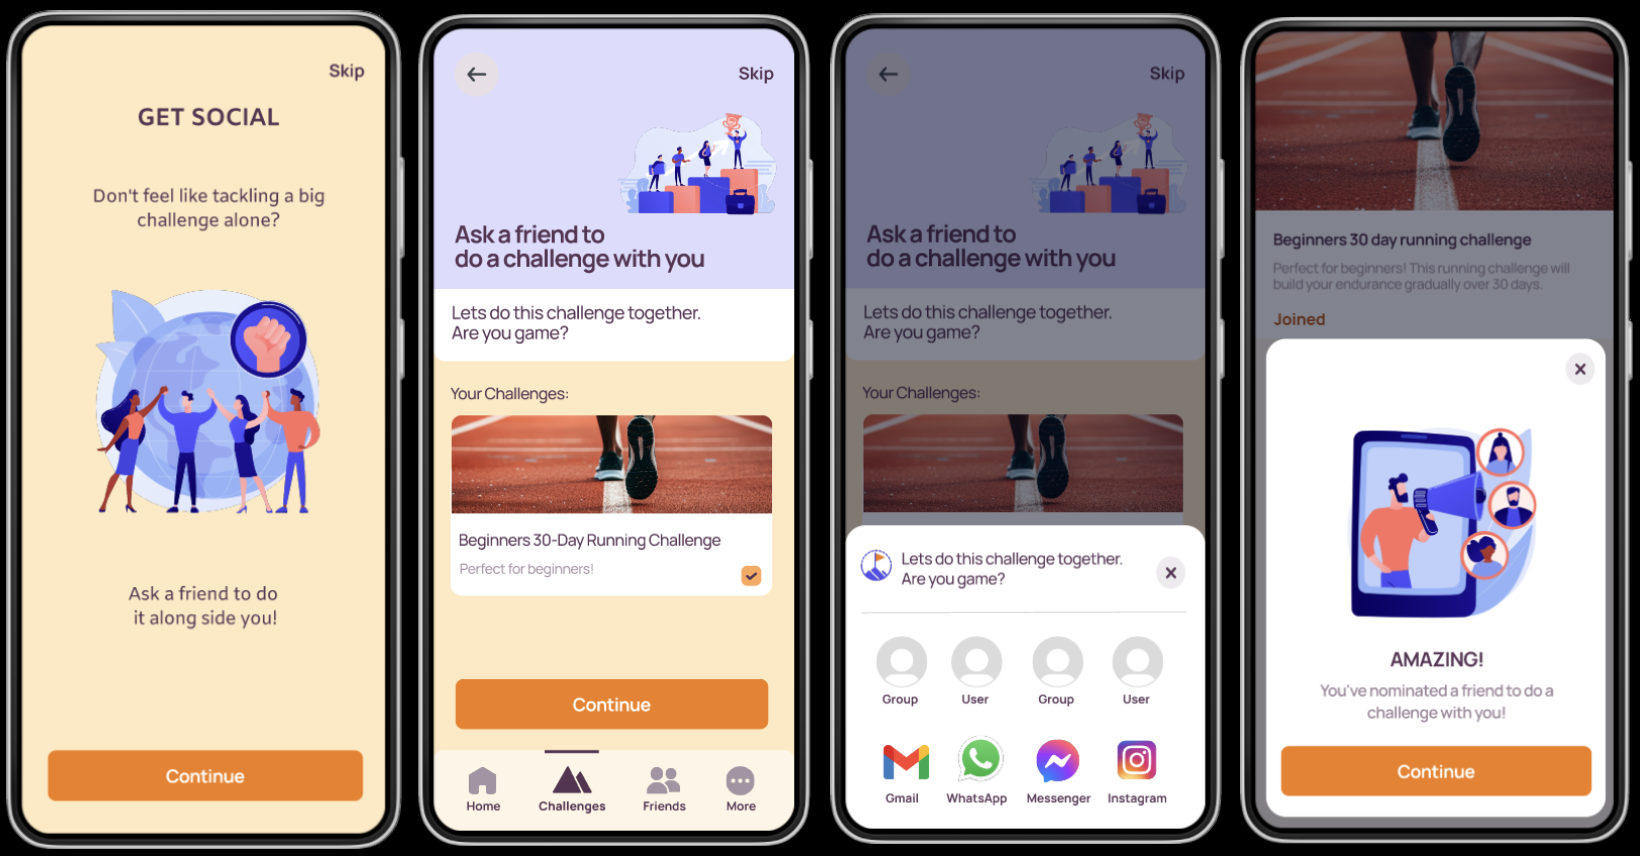 Skip
GET SOCIAL
Don't feel like tackling a big
challenge alone?
Ask a friend to do
it along side you!
Continue
Skip
Ask a friend to
do a challenge with you
Lets do this challenge together.
Are you game?
Your Challenges:
Beginners 30-Day Running Challenge
Perfect for beginners!
Continue
Home
Challenges
Friends
More
Skip
Ask a friend to
do a challenge with you
Lets do this challenge together.
Are you game?
Your Challenges:
Lets do this challenge together.
Are you game?
Group
User
Group
User
Gmail
WhatsApp
Messenger
Instagram
Beginners 30 day running challenge
Perfect for beginners! This running challenge will
build your endurance gradually over 30 days.
Joined
AMAZING!
You've nominated a friend to do a
challenge with you!
Continue